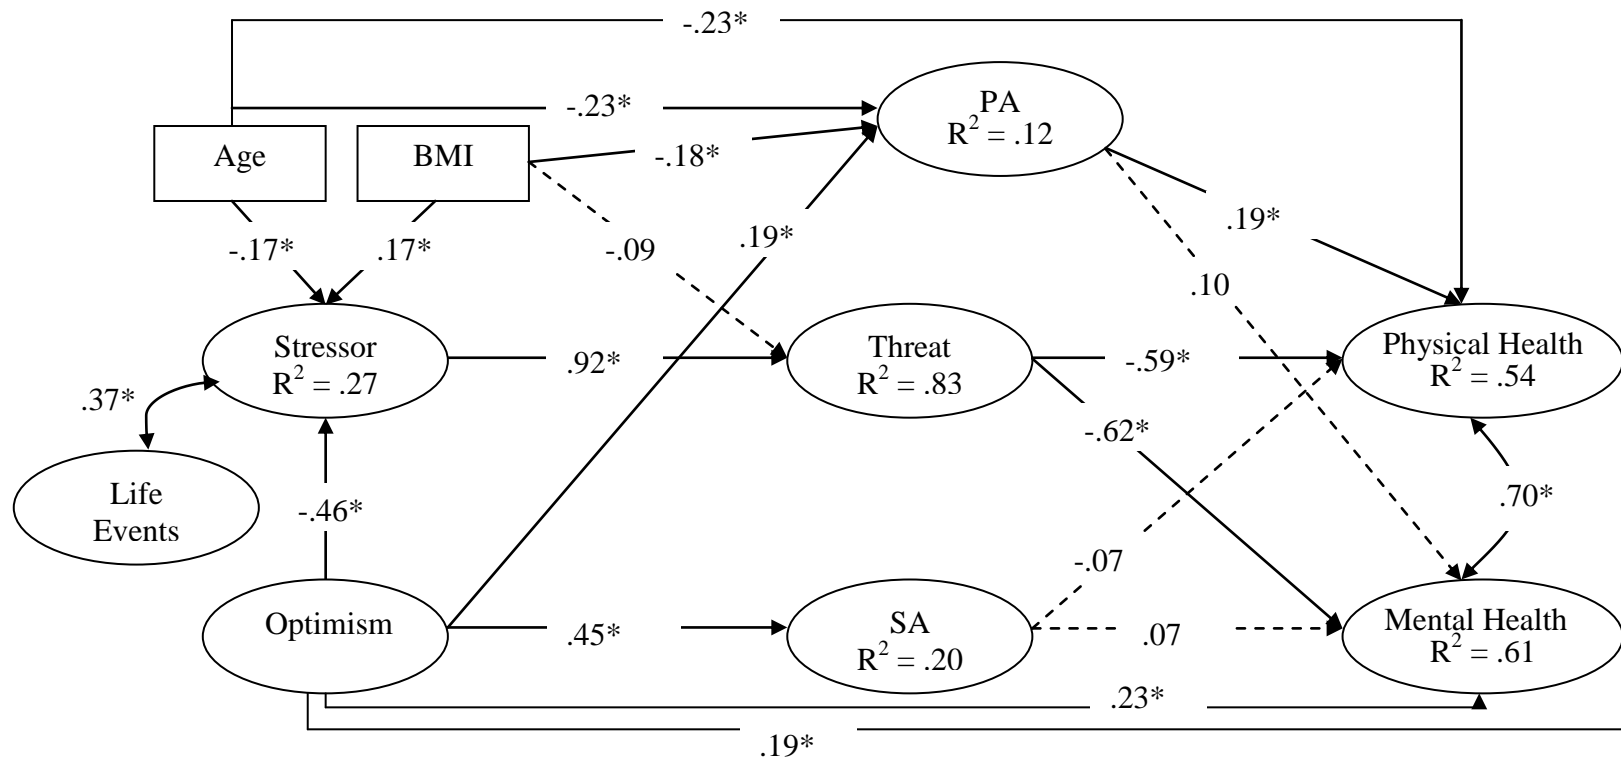 -.23*
PA
R² = .12
-.23*
Age
BMI
-.18*
.19*
-.17*
.17*
-.09
.19*
.10
Stressor
R² = .27
.92*
Threat
R² = .83
-.59*
Physical Health
R² = .54
.37*
-.62*
Life
Events
-.46*
.70*
-.07
Optimism
.45*
SA
R² = .20
.07
Mental Health
R² = .61
.23*
.19*